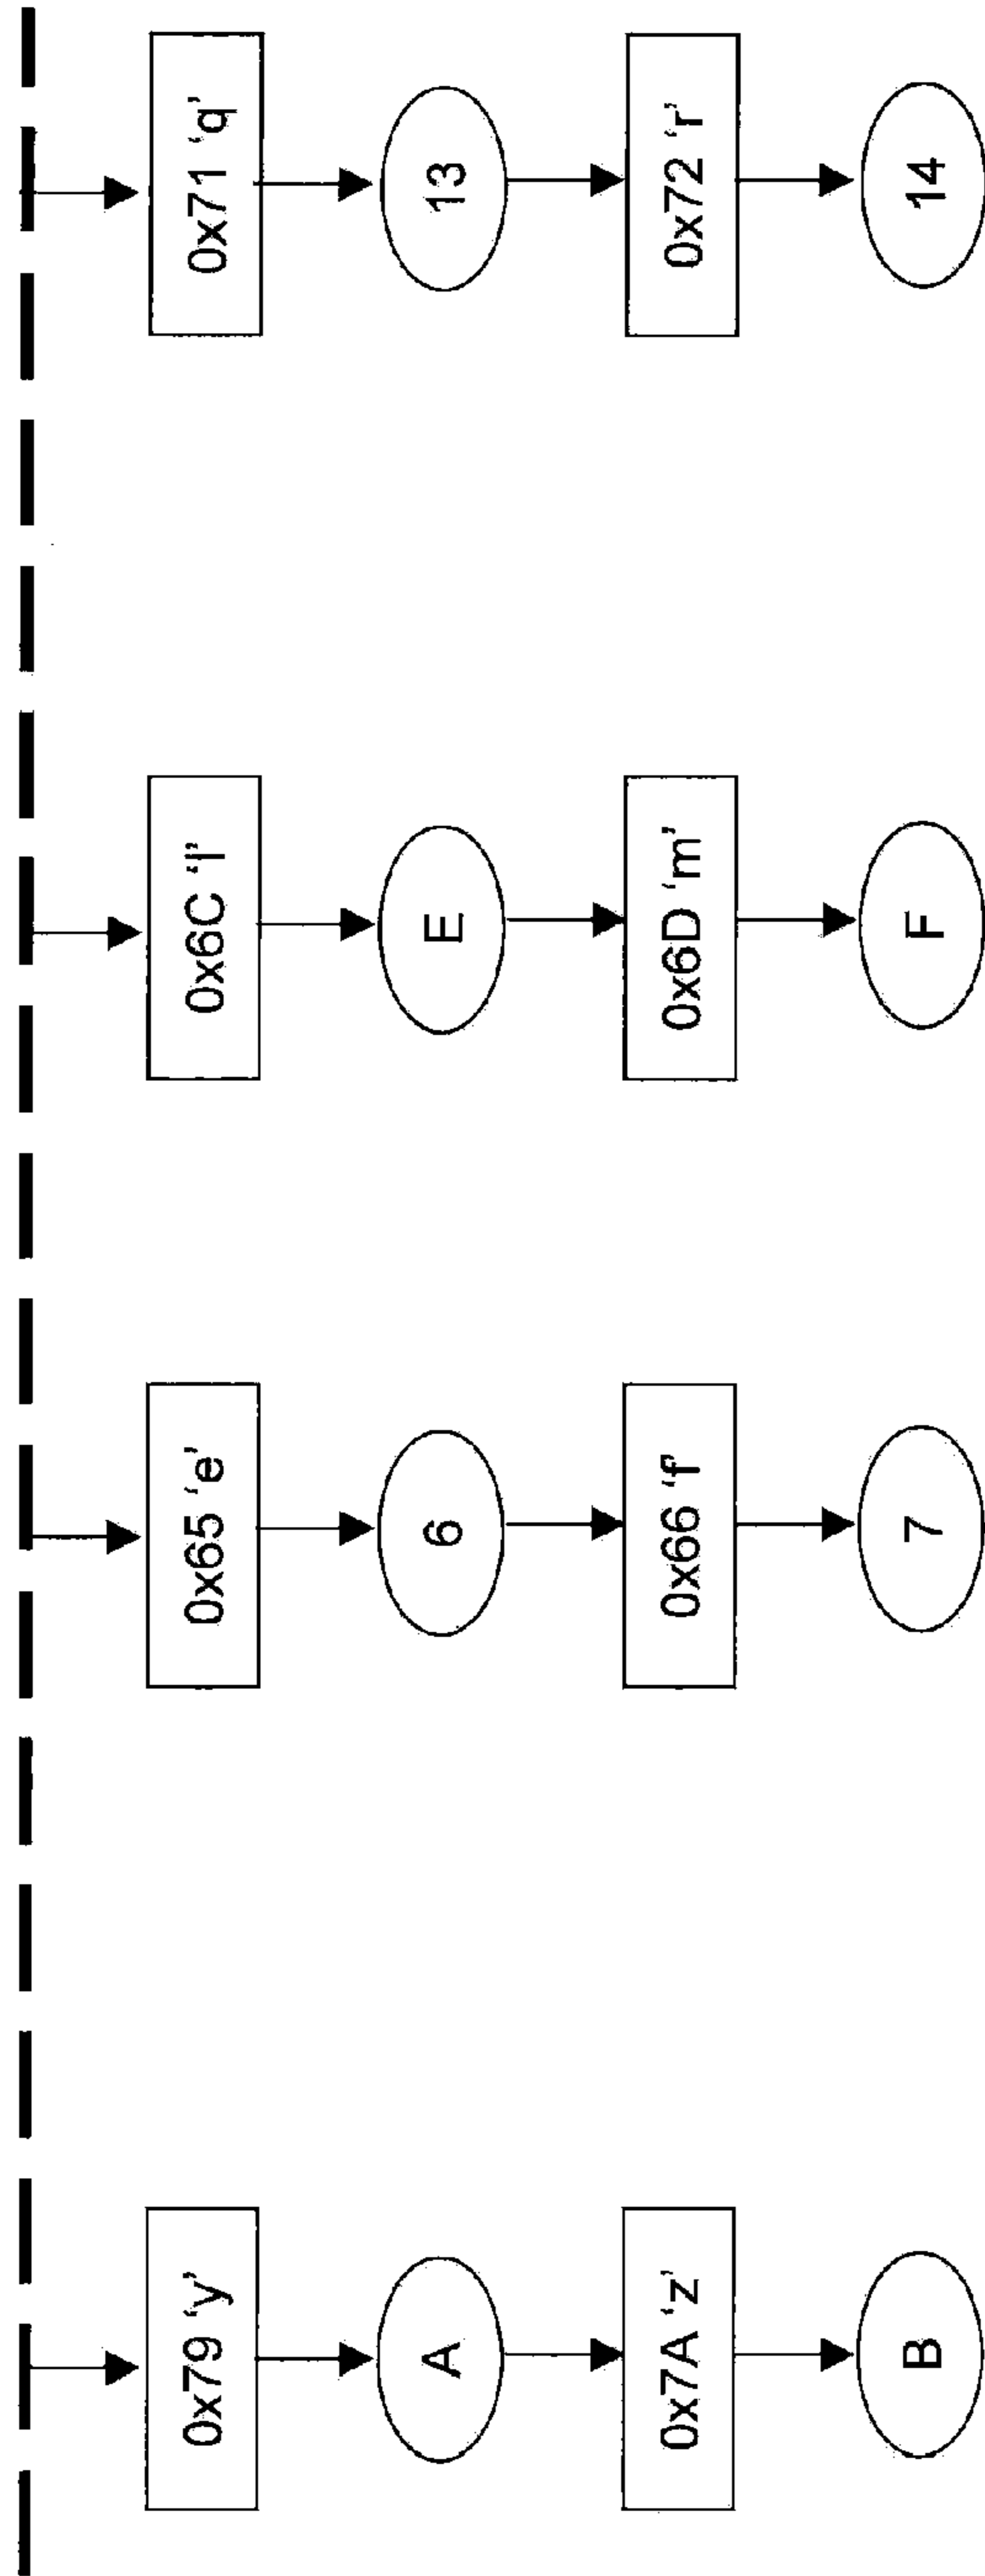 0x79 ‘y’
0x65 ‘e’
0x6C ‘l’
0x71 ‘q’
A
6
E
13
0x7A ‘z’
0x66 ‘f’
0x6D ‘m’
0x72 ‘r’
B
7
F
14